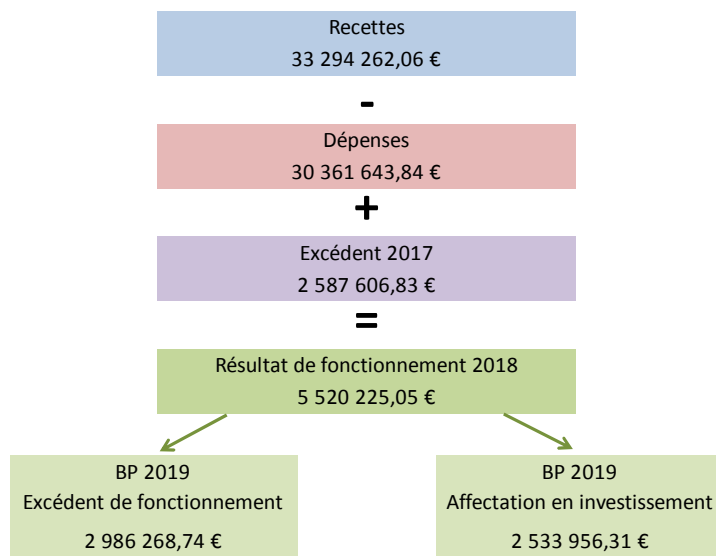 Recettes
33 294 262,06 €
-
Dépenses
30 361 643,84 €
+
Excédent 2017
2 587 606,83 €
=
Résultat de fonctionnement 2018
5 520 225,05 €
BP 2019
Excédent de fonctionnement
2 986 268,74 €
BP 2019
Affectation en investissement
2 533 956,31 €